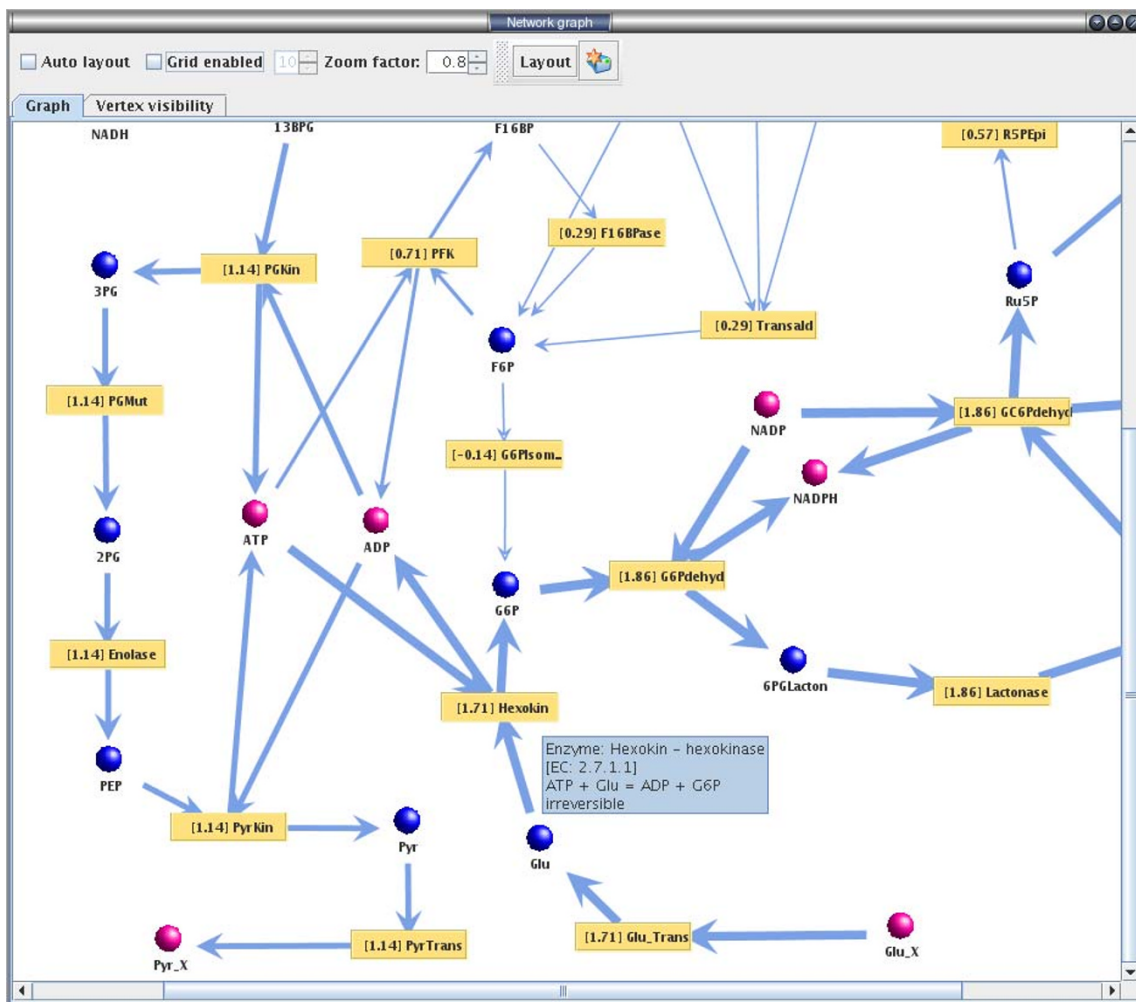 Network graph
Auto layout Grid enabled 10 Zoom factor: 0.8 Layout
Graph Vertex visibility
NADH
13BPG
F16BP
[0.57] R5PEpi
[0.29] F16BPase
[0.71] PFK
[1.14] PGKin
3PG
Ru5P
[0.29] Transald
F6P
[1.14] PGMut
[1.86] GC6Pdehyd
NADP
[-0.14] G6PIsom...
NADPH
ATP
ADP
2PG
[1.86] G6Pdehyd
G6P
[1.14] Enolase
6PGLacton
[1.86] Lactonase
[1.71] Hexokin
Enzyme: Hexokin - hexokinase
[EC: 2.7.1.1]
ATP + Glu = ADP + G6P
irreversible
PEP
[1.14] PyrKin
Pyr
Glu
[1.71] Glu_Trans
[1.14] PyrTrans
Glu_X
Pyr_X